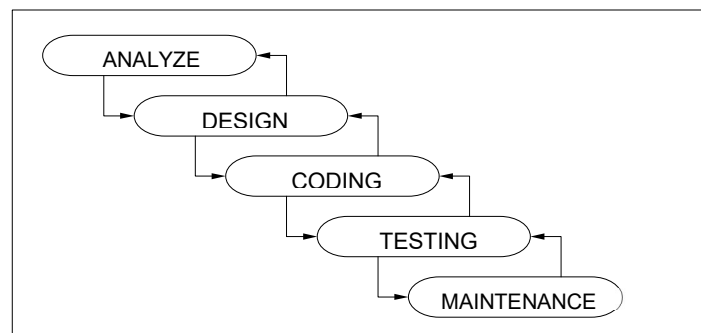 ANALYZE
DESIGN
CODING
TESTING
MAINTENANCE